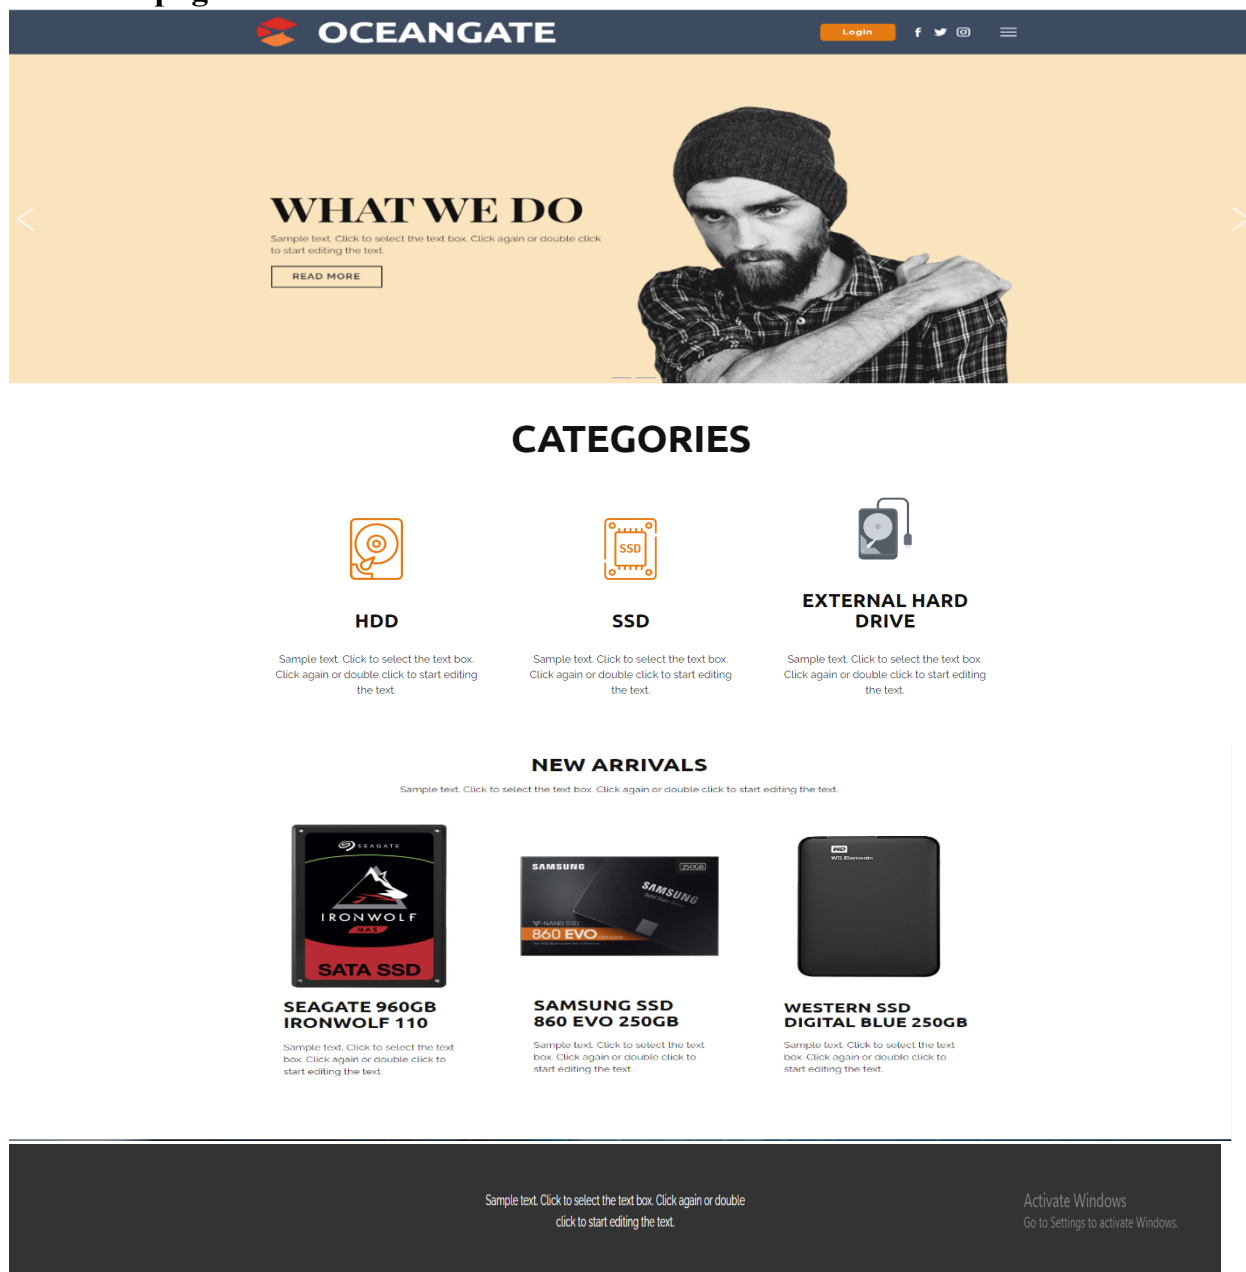 OCEANGATE
Login
WHAT WE DO
Sample text. Click to select the text box. Click again or double click
to start editing the text.
READ MORE
CATEGORIES
SSD
HDD
SSD
EXTERNAL HARD
DRIVE
Sample text. Click to select the text box.
Click again or double click to start editing
the text.
Sample text. Click to select the text box.
Click again or double click to start editing
the text.
Sample text. Click to select the text box.
Click again or double click to start editing
the text.
NEW ARRIVALS
Sample text. Click to select the text box. Click again or double click to start editing the text.
SEAGATE
IRONWOLF
NAS
SATA SSD
SAMSUNG
250GB
SAMSUNG
Solid State Drive
V-NAND SSD
860 EVO
WD
WD Elements
SEAGATE 960GB
IRONWOLF 110
Sample text. Click to select the text
box. Click again or double click to
start editing the text.
SAMSUNG SSD
860 EVO 250GB
Sample text. Click to select the text
box. Click again or double click to
start editing the text.
WESTERN SSD
DIGITAL BLUE 250GB
Sample text. Click to select the text
box. Click again or double click to
start editing the text.
Sample text. Click to select the text box. Click again or double
click to start editing the text.
Activate Windows
Go to Settings to activate Windows.